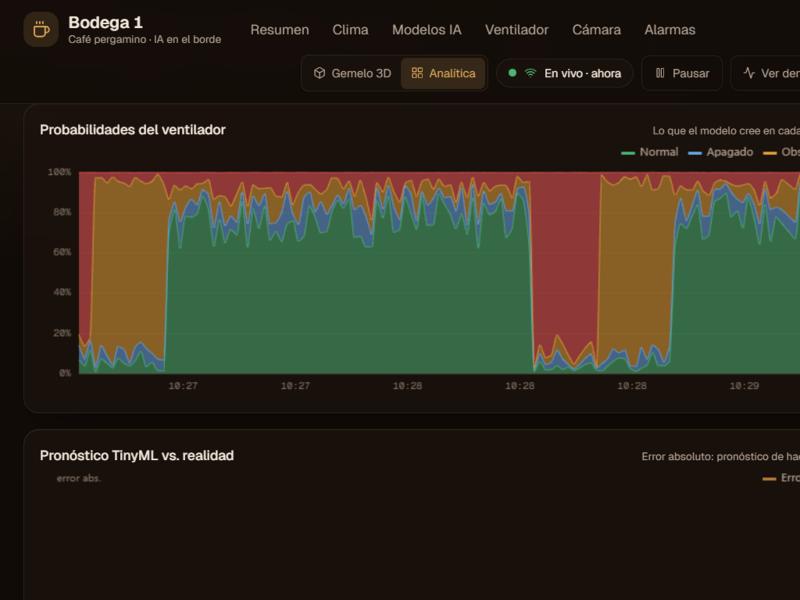 Bodega 1
Café pergamino · IA en el borde
Resumen Clima Modelos IA Ventilador Cámara Alarmas
Gemelo 3D Analítica En vivo · ahora Pausar Ver
Probabilidades del ventilador
Lo que el modelo cree en
Normal Apagado
100%
80%
60%
40%
20%
0%
10:27 10:27 10:28 10:28 10:28 10:29
Pronóstico TinyML vs. realidad
Error absoluto: pronóstico de
error abs.